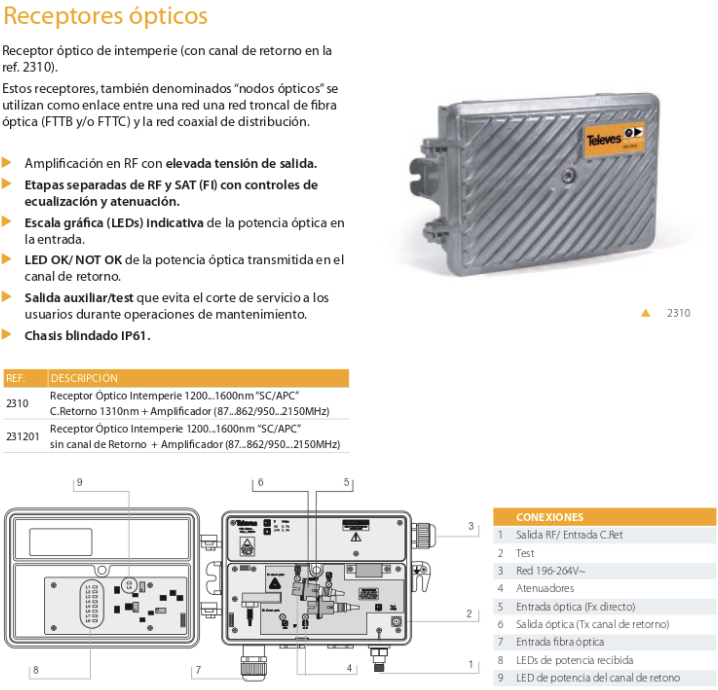 Receptores ópticos
Receptor óptico de intemperie (con canal de retorno en la
ref. 2310).
Estos receptores, también denominados "nodos ópticos" se
utilizan como enlace entre una red una red troncal de fibra
óptica (FTTB y/o FTTC) y la red coaxial de distribución.
Amplificación en RF con elevada tensión de salida.
Etapas separadas de RF y SAT (FI) con controles de
ecualización y atenuación.
Escala gráfica (LEDs) indicativa de la potencia óptica en
la entrada.
LED OK/ NOT OK de la potencia óptica transmitida en el
canal de retorno.
Salida auxiliar/test que evita el corte de servicio a los
usuarios durante operaciones de mantenimiento.
Chasis blindado IP61.
Televes
2310
REF. DESCRIPCIÓN
2310 Receptor Óptico Intemperie 1200...1600nm "SC/APC"
C.Retorno 1310nm + Amplificador (87...862/950...2150MHz)
231201 Receptor Óptico Intemperie 1200...1600nm "SC/APC"
sin canal de Retorno + Amplificador (87...862/950...2150MHz)
9
6
5
Televes
3
2
8
7
4
1
CONEXIONES
1 Salida RF/ Entrada C.Ret
2 Test
3 Red 196-264V~
4 Atenuadores
5 Entrada óptica (Fx directo)
6 Salida óptica (Tx canal de retorno)
7 Entrada fibra óptica
8 LEDs de potencia recibida
9 LED de potencia del canal de retono